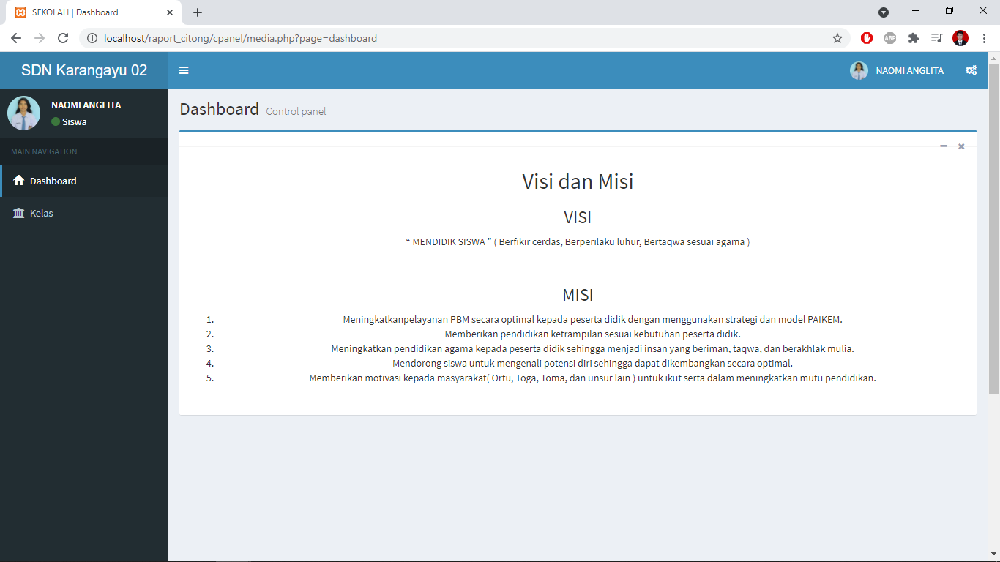 SEKOLAH | Dashboard
localhost/raport_citong/cpanel/media.php?page=dashboard
ABP
SDN Karangayu 02
NAOMI ANGLITA
NAOMI ANGLITA
Siswa
MAIN NAVIGATION
Dashboard
Kelas
Dashboard Control panel
Visi dan Misi
VISI
“ MENDIDIK SISWA ” ( Berfikir cerdas, Berperilaku luhur, Bertaqwa sesuai agama )
MISI
1. Meningkatkanpelayanan PBM secara optimal kepada peserta didik dengan menggunakan strategi dan model PAIKEM.
2. Memberikan pendidikan ketrampilan sesuai kebutuhan peserta didik.
3. Meningkatkan pendidikan agama kepada peserta didik sehingga menjadi insan yang beriman, taqwa, dan berakhlak mulia.
4. Mendorong siswa untuk mengenali potensi diri sehingga dapat dikembangkan secara optimal.
5. Memberikan motivasi kepada masyarakat( Ortu, Toga, Toma, dan unsur lain ) untuk ikut serta dalam meningkatkan mutu pendidikan.